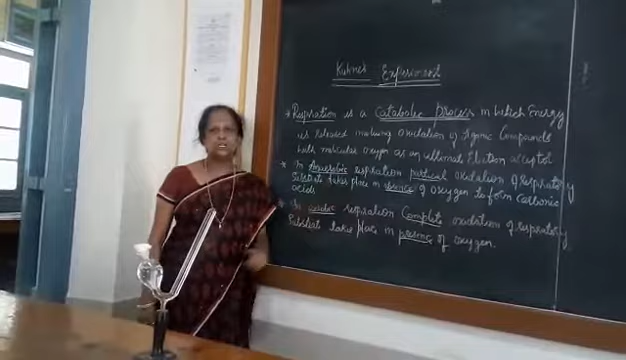 Kuhne's Experiment
* Respiration is a Catabolic Process in which Energy
is released involving oxidation of organic Compounds
with molecular oxygen as an ultimate Eletron acceptor
* In Anaerobic respiration partial oxidation of Respiratory
Substrate takes place in absence of oxygen to form Carbonic
acids
* In aerobic respiration Complete oxidation of respiratory
Substrate takes place in presence of oxygen.